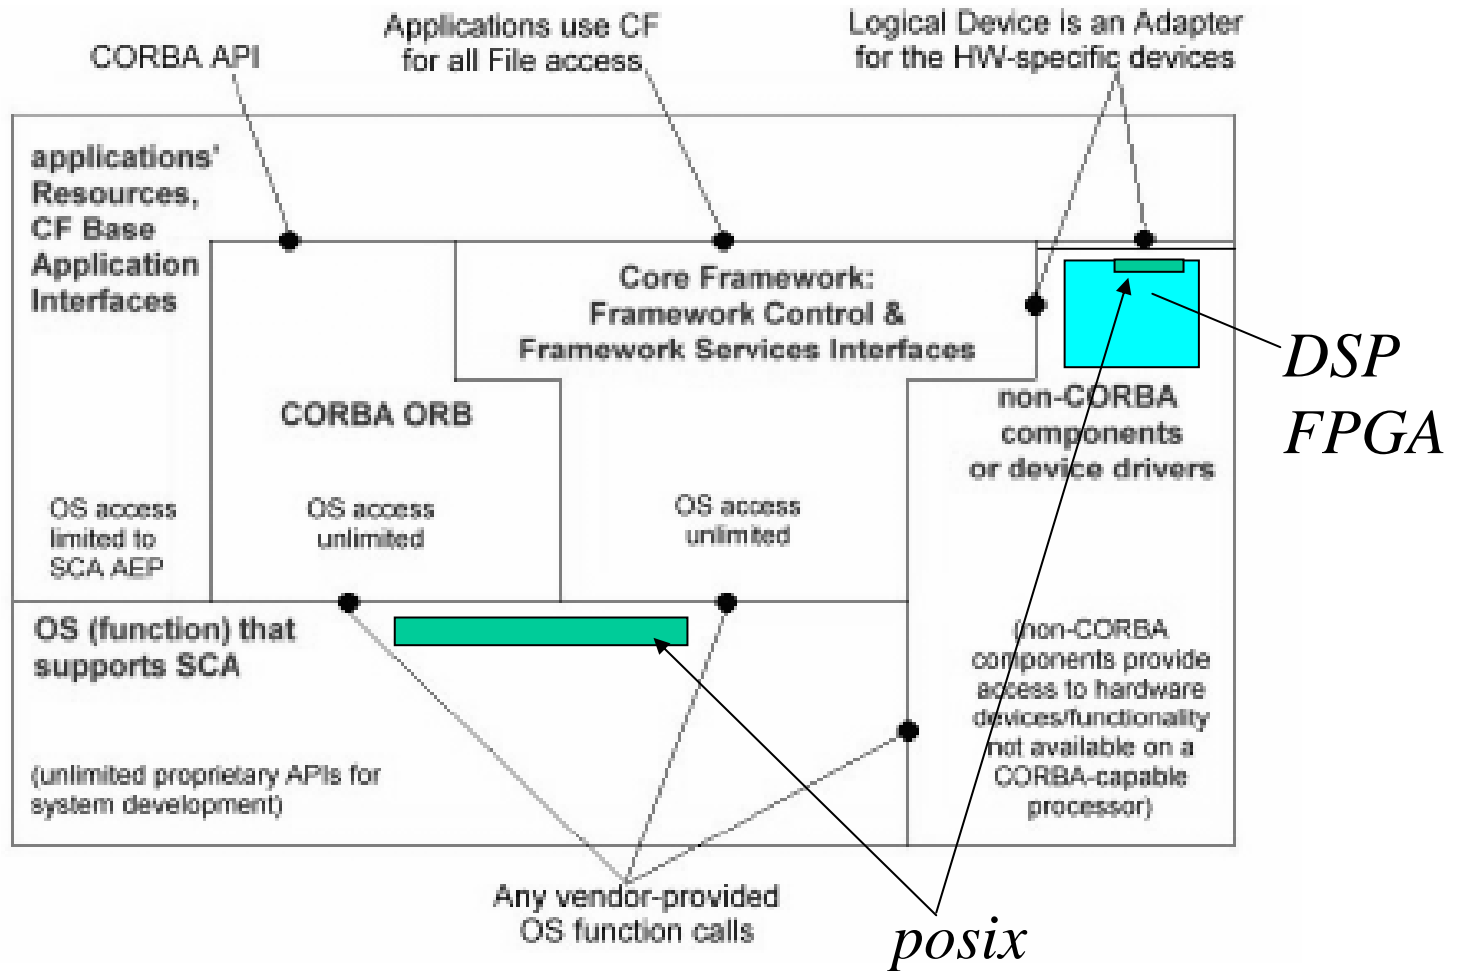 CORBA API
Applications use CF
for all File access
Logical Device is an Adapter
for the HW-specific devices
applications'
Resources,
CF Base
Application
Interfaces
Core Framework:
Framework Control &
Framework Services Interfaces
DSP
FPGA
CORBA ORB
non-CORBA
components
or device drivers
OS access
limited to
SCA AEP
OS access
unlimited
OS access
unlimited
OS (function) that
supports SCA
(non-CORBA
components provide
access to hardware
devices/functionality
not available on a
CORBA-capable
processor)
(unlimited proprietary APIs for
system development)
Any vendor-provided
OS function calls
posix